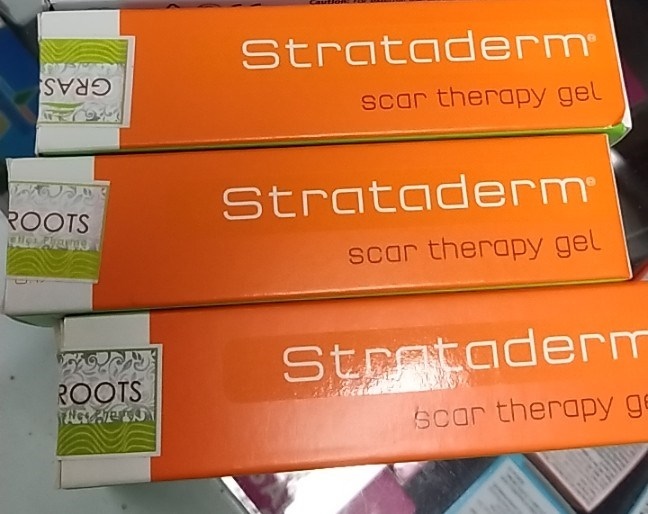 Strataderm®
scar therapy gel
GRAS
Strataderm®
scar therapy gel
ROOTS
Strataderm
scar therapy ge
ROOTS